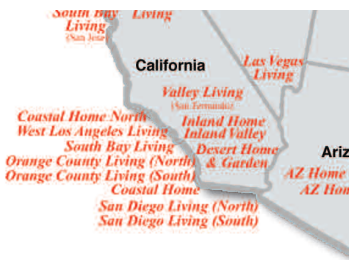 South Bay Living
Living
(San Jose
California
Las Vegas
Living
Valley Living
(San Fernando)
Coastal Home North
West Los Angeles Living
South Bay Living
Orange County Living (North)
Orange County Living (South)
Coastal Home
San Diego Living (North)
San Diego Living (South)
Inland Home
Inland Valley
Desert Home
& Garden
Ariz
AZ Home
AZ Hom